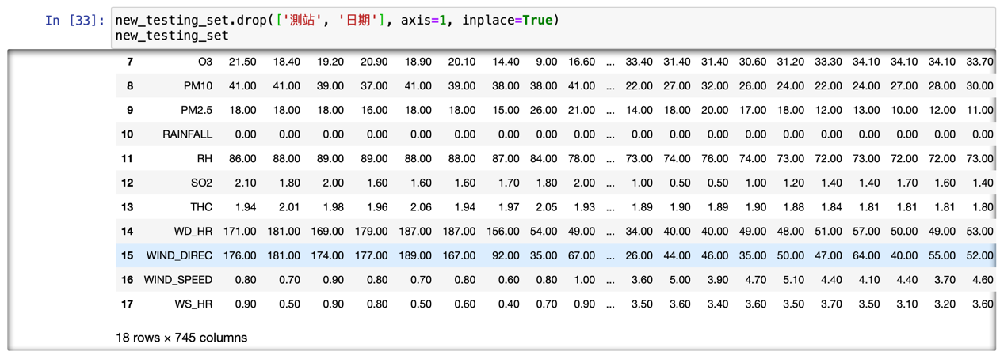 In [33]: new_testing_set.drop(['測站', '日期'], axis=1, inplace=True)
new_testing_set
7 O3 21.50 18.40 19.20 20.90 18.90 20.10 14.40 9.00 16.60 ... 33.40 31.40 31.40 30.60 31.20 33.30 34.10 34.10 34.10 33.70
8 PM10 41.00 41.00 39.00 37.00 41.00 39.00 38.00 38.00 41.00 ... 22.00 27.00 32.00 26.00 24.00 22.00 24.00 27.00 28.00 30.00
9 PM2.5 18.00 18.00 18.00 16.00 18.00 18.00 15.00 26.00 21.00 ... 14.00 18.00 20.00 17.00 18.00 12.00 13.00 10.00 12.00 11.00
10 RAINFALL 0.00 0.00 0.00 0.00 0.00 0.00 0.00 0.00 0.00 ... 0.00 0.00 0.00 0.00 0.00 0.00 0.00 0.00 0.00 0.00
11 RH 86.00 88.00 89.00 89.00 88.00 88.00 87.00 84.00 78.00 ... 73.00 74.00 76.00 74.00 73.00 72.00 73.00 72.00 72.00 73.00
12 SO2 2.10 1.80 2.00 1.60 1.60 1.60 1.70 1.80 2.00 ... 1.00 0.50 0.50 1.00 1.20 1.40 1.40 1.70 1.60 1.40
13 THC 1.94 2.01 1.98 1.96 2.06 1.94 1.97 2.05 1.93 ... 1.89 1.90 1.89 1.90 1.88 1.84 1.81 1.81 1.81 1.80
14 WD_HR 171.00 181.00 169.00 179.00 187.00 187.00 156.00 54.00 49.00 ... 34.00 40.00 40.00 49.00 48.00 51.00 57.00 50.00 49.00 53.00
15 WIND_DIREC 176.00 181.00 174.00 177.00 189.00 167.00 92.00 35.00 67.00 ... 26.00 44.00 46.00 35.00 50.00 47.00 64.00 40.00 55.00 52.00
16 WIND_SPEED 0.80 0.70 0.90 0.80 0.70 0.80 0.60 0.80 1.00 ... 3.60 5.00 3.90 4.70 5.10 4.40 4.10 4.40 3.70 4.60
17 WS_HR 0.90 0.50 0.90 0.80 0.50 0.60 0.40 0.70 0.90 ... 3.50 3.60 3.40 3.60 3.50 3.70 3.50 3.10 3.20 3.60
18 rows × 745 columns